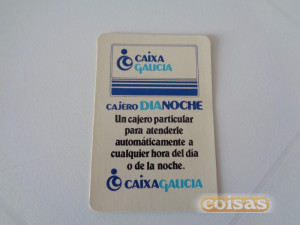 CAIXA
GALICIA
CAJERO DIANOCHE
Un cajero particular
para atenderle
automáticamente a
cualquier hora del día
o de la noche.
CAIXAGALICIA
coisas